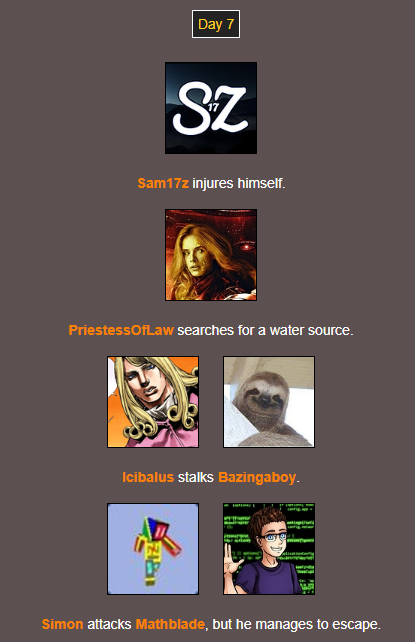 Day 7
SZ
17
Sam17z injures himself.
PriestessOfLaw searches for a water source.
Icibalus stalks Bazingaboy.
Simon attacks Mathblade, but he manages to escape.